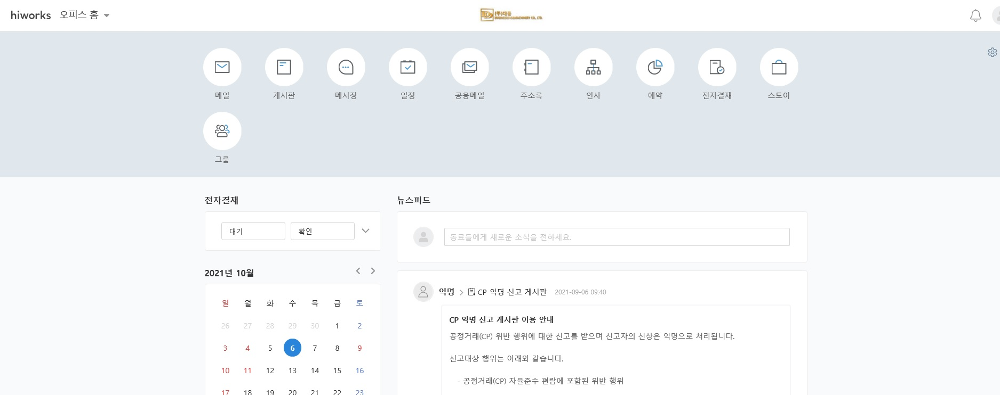 hiworks 오피스 홈
(주)대릉
ENGINEERING&MACHINERY CO., LTD.
메일 게시판 메시징 일정 공용메일 주소록 인사 예약 전자결재 스토어
그룹
전자결재
대기 확인
2021년 10월
일 월 화 수 목 금 토
26 27 28 29 30 1 2
3 4 5 6 7 8 9
10 11 12 13 14 15 16
17 18 19 20 21 22 23
뉴스피드
동료들에게 새로운 소식을 전하세요.
익명 > CP 익명 신고 게시판 2021-09-06 09:40
CP 익명 신고 게시판 이용 안내
공정거래(CP) 위반 행위에 대한 신고를 받으며 신고자의 신상은 익명으로 처리됩니다.
신고대상 행위는 아래와 같습니다.
- 공정거래(CP) 자율준수 편람에 포함된 위반 행위